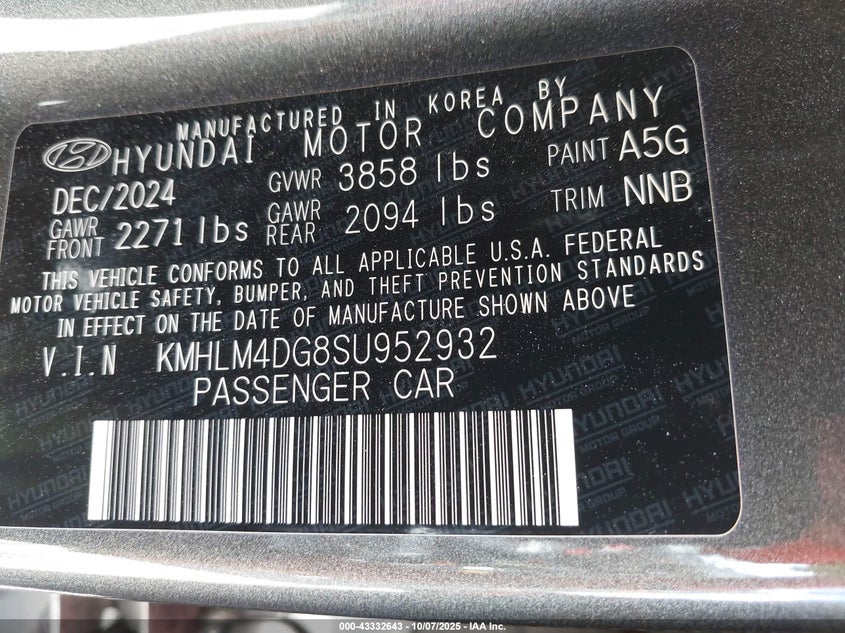 MANUFACTURED IN KOREA BY
HYUNDAI MOTOR COMPANY
DEC/2024 GVWR 3858 lbs PAINT A5G
GAWR FRONT 2271 lbs GAWR REAR 2094 lbs TRIM NNB
THIS VEHICLE CONFORMS TO ALL APPLICABLE U.S.A. FEDERAL
MOTOR VEHICLE SAFETY, BUMPER, AND THEFT PREVENTION STANDARDS
IN EFFECT ON THE DATE OF MANUFACTURE SHOWN ABOVE
V.I.N KMHLM4DG8SU952932
PASSENGER CAR
HYUNDAI
MOTOR GROUP
000-43332643 - 10/07/2025 - IAA Inc.